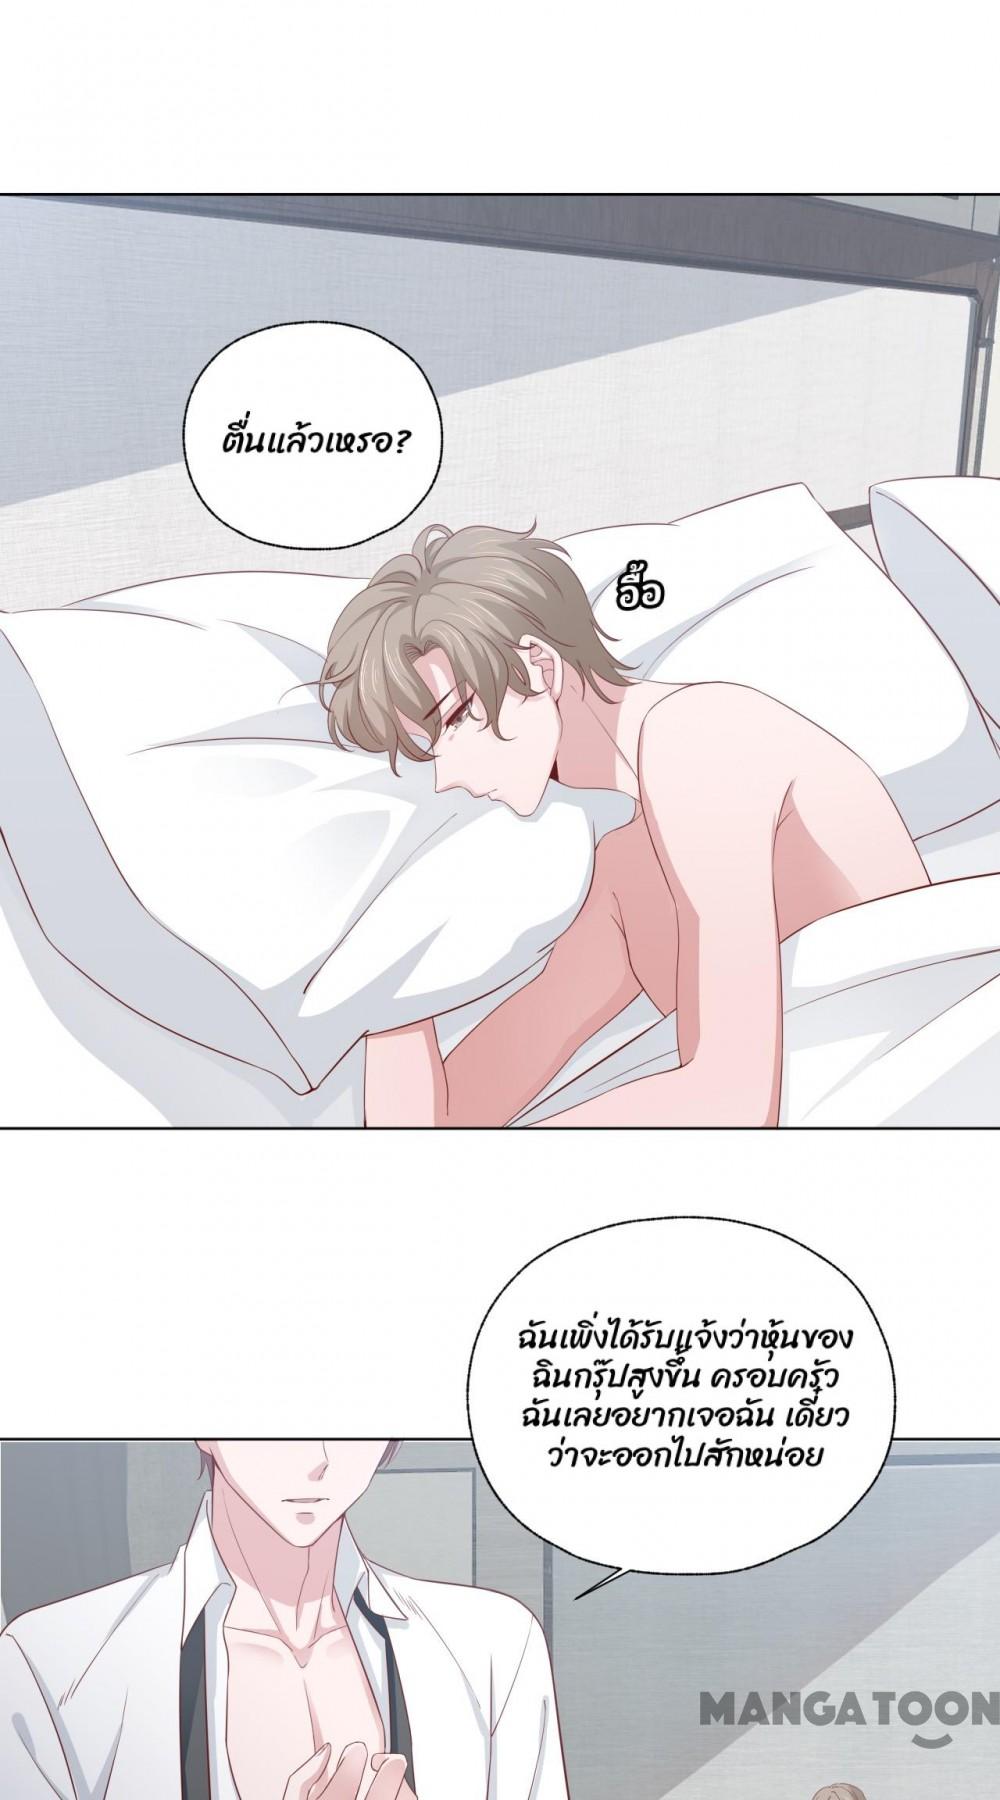 ตื่นแล้วเหรอ?
อื๊อ
ฉันเพิ่งได้รับแจ้งว่าหุ้นของ
ฉินกรุ๊ปสูงขึ้น ครอบครัว
ฉันเลยอยากเจอฉัน เดี๋ยว
ว่าจะออกไปสักหน่อย
MANGATOON